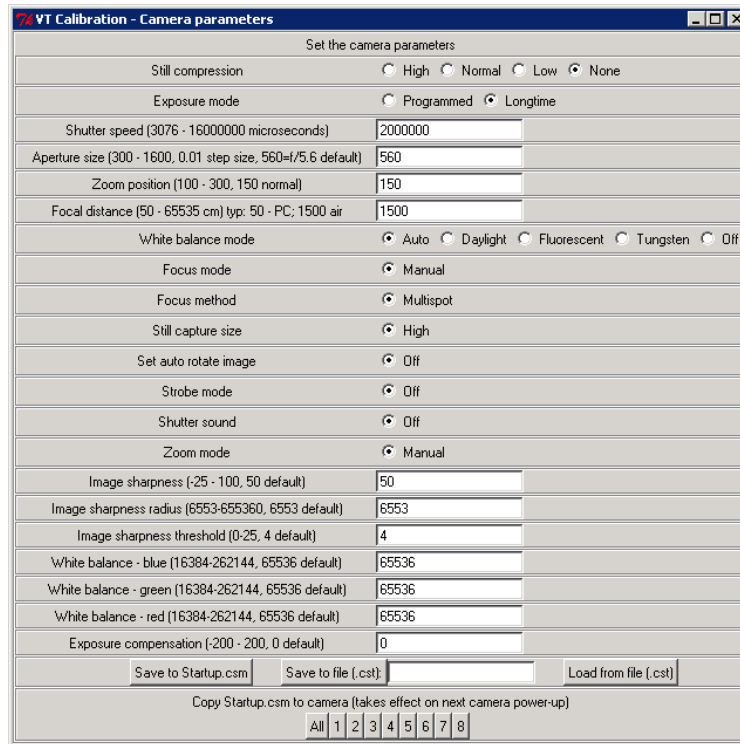 VT Calibration - Camera parameters
Set the camera parameters
Still compression High Normal Low None
Exposure mode Programmed Longtime
Shutter speed (3076 - 16000000 microseconds) 2000000
Aperture size (300 - 1600, 0.01 step size, 560=f/5.6 default) 560
Zoom position (100 - 300, 150 normal) 150
Focal distance (50 - 65535 cm) typ: 50 - PC; 1500 air 1500
White balance mode Auto Daylight Fluorescent Tungsten Off
Focus mode Manual
Focus method Multispot
Still capture size High
Set auto rotate image Off
Strobe mode Off
Shutter sound Off
Zoom mode Manual
Image sharpness (-25 - 100, 50 default) 50
Image sharpness radius (6553-655360, 6553 default) 6553
Image sharpness threshold (0-25, 4 default) 4
White balance - blue (16384-262144, 65536 default) 65536
White balance - green (16384-262144, 65536 default) 65536
White balance - red (16384-262144, 65536 default) 65536
Exposure compensation (-200 - 200, 0 default) 0
Save to Startup.csm Save to file (.cst): Load from file (.cst)
Copy Startup.csm to camera (takes effect on next camera power-up)
All 1 2 3 4 5 6 7 8